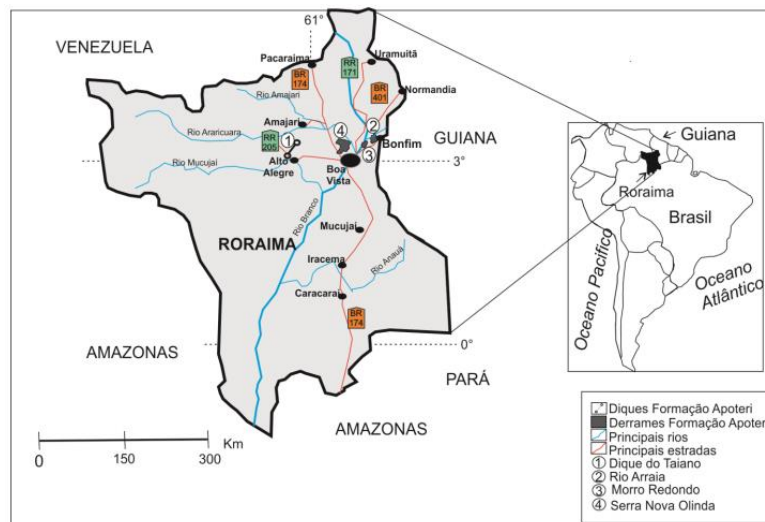 61°
VENEZUELA
Pacaraima
Uramuitã
BR 174
RR 171
BR 401
Normandia
Rio Amajari
Amajari
Rio Araricuara
RR 205
1
4
2
Bonfim
GUIANA
3
3°
Rio Mucujai
Alto Alegre
Boa Vista
Rio Branco
Mucujai
RORAIMA
Iracema
Rio Anauá
Caracarai
BR 174
AMAZONAS
0°
PARÁ
AMAZONAS
Km
0 150 300
Guiana
Roraima
Brasil
Oceano Pacifico
Oceano Atlântico
Diques Formação Apoteri
Derrames Formação Apoteri
Principais rios
Principais estradas
1 Dique do Taiano
2 Rio Arraia
3 Morro Redondo
4 Serra Nova Olinda